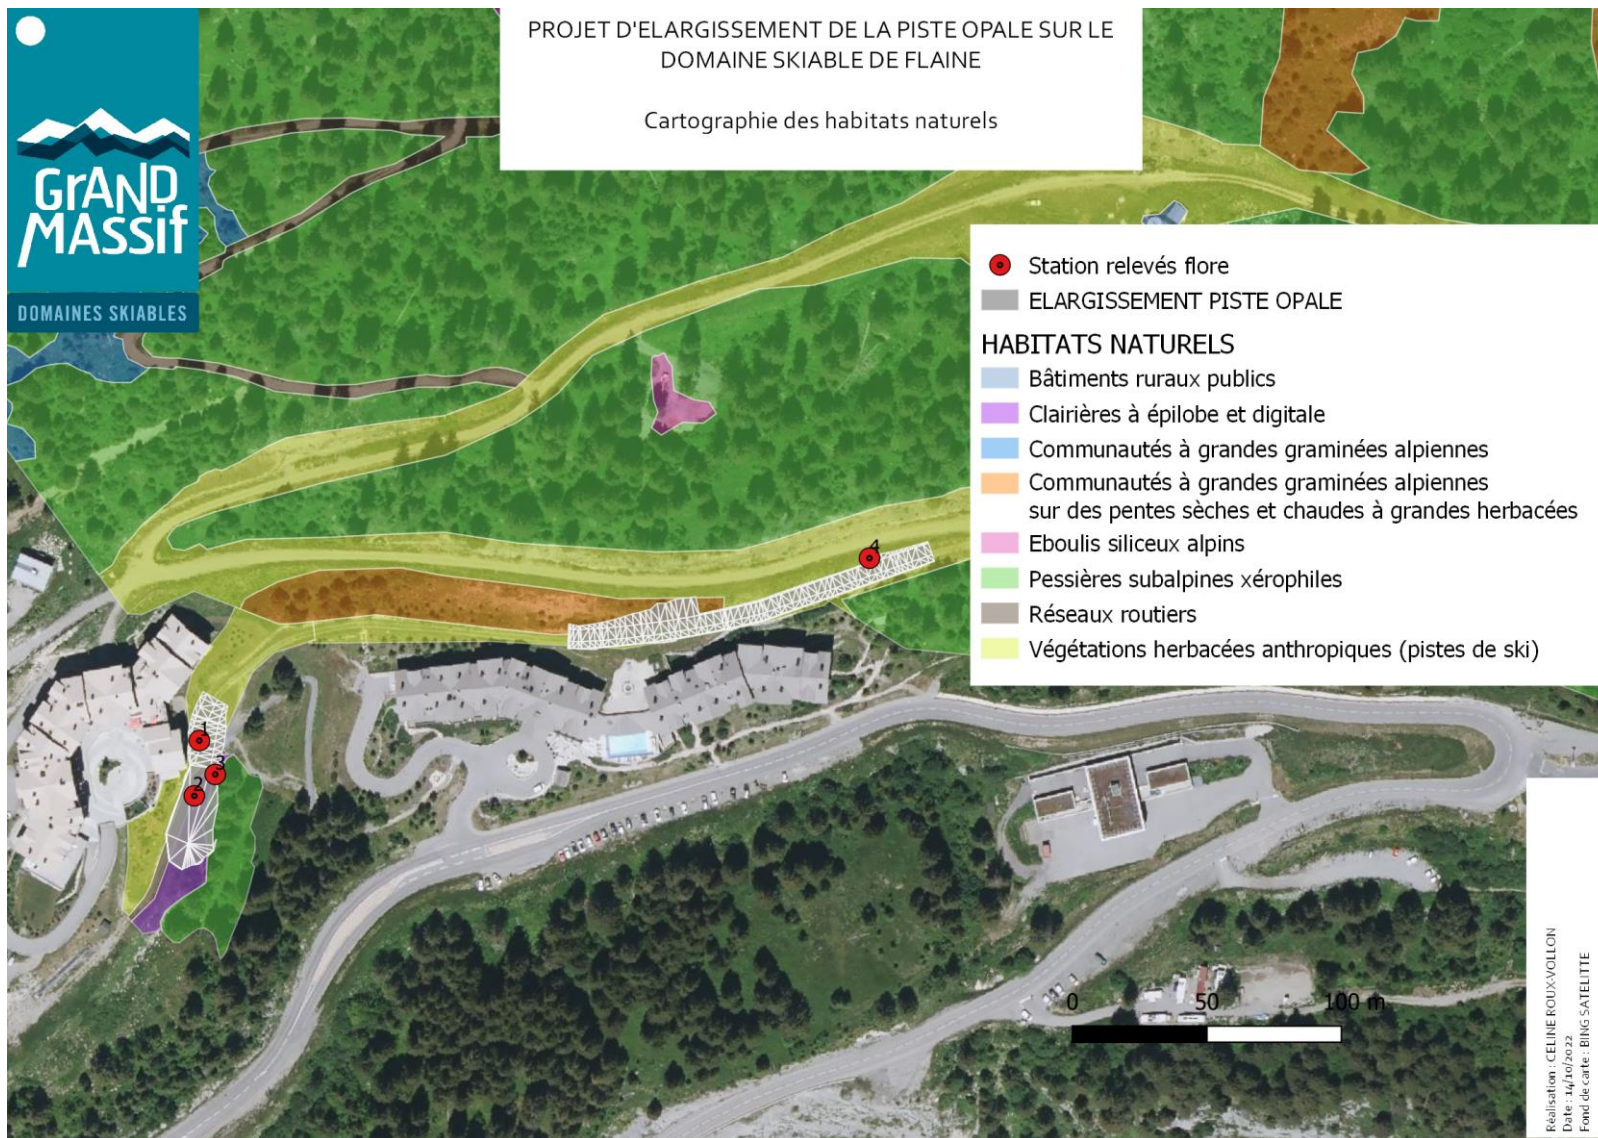 PROJET D'ELARGISSEMENT DE LA PISTE OPALE SUR LE
DOMAINE SKIABLE DE FLAINE
Cartographie des habitats naturels
GrAND
MASSif
DOMAINES SKIABLES
Station relevés flore
ELARGISSEMENT PISTE OPALE
HABITATS NATURELS
Bâtiments ruraux publics
Clairières à épilobe et digitale
Communautés à grandes graminées alpiennes
Communautés à grandes graminées alpiennes
sur des pentes sèches et chaudes à grandes herbacées
Eboulis siliceux alpins
Pessières subalpines xérophiles
Réseaux routiers
Végétations herbacées anthropiques (pistes de ski)
4
1
3
2
0 50 100 m
Réalisation : CELINE ROUX-VOLLON
Date : 14/10/2022
Fond de carte : BING SATELITTE